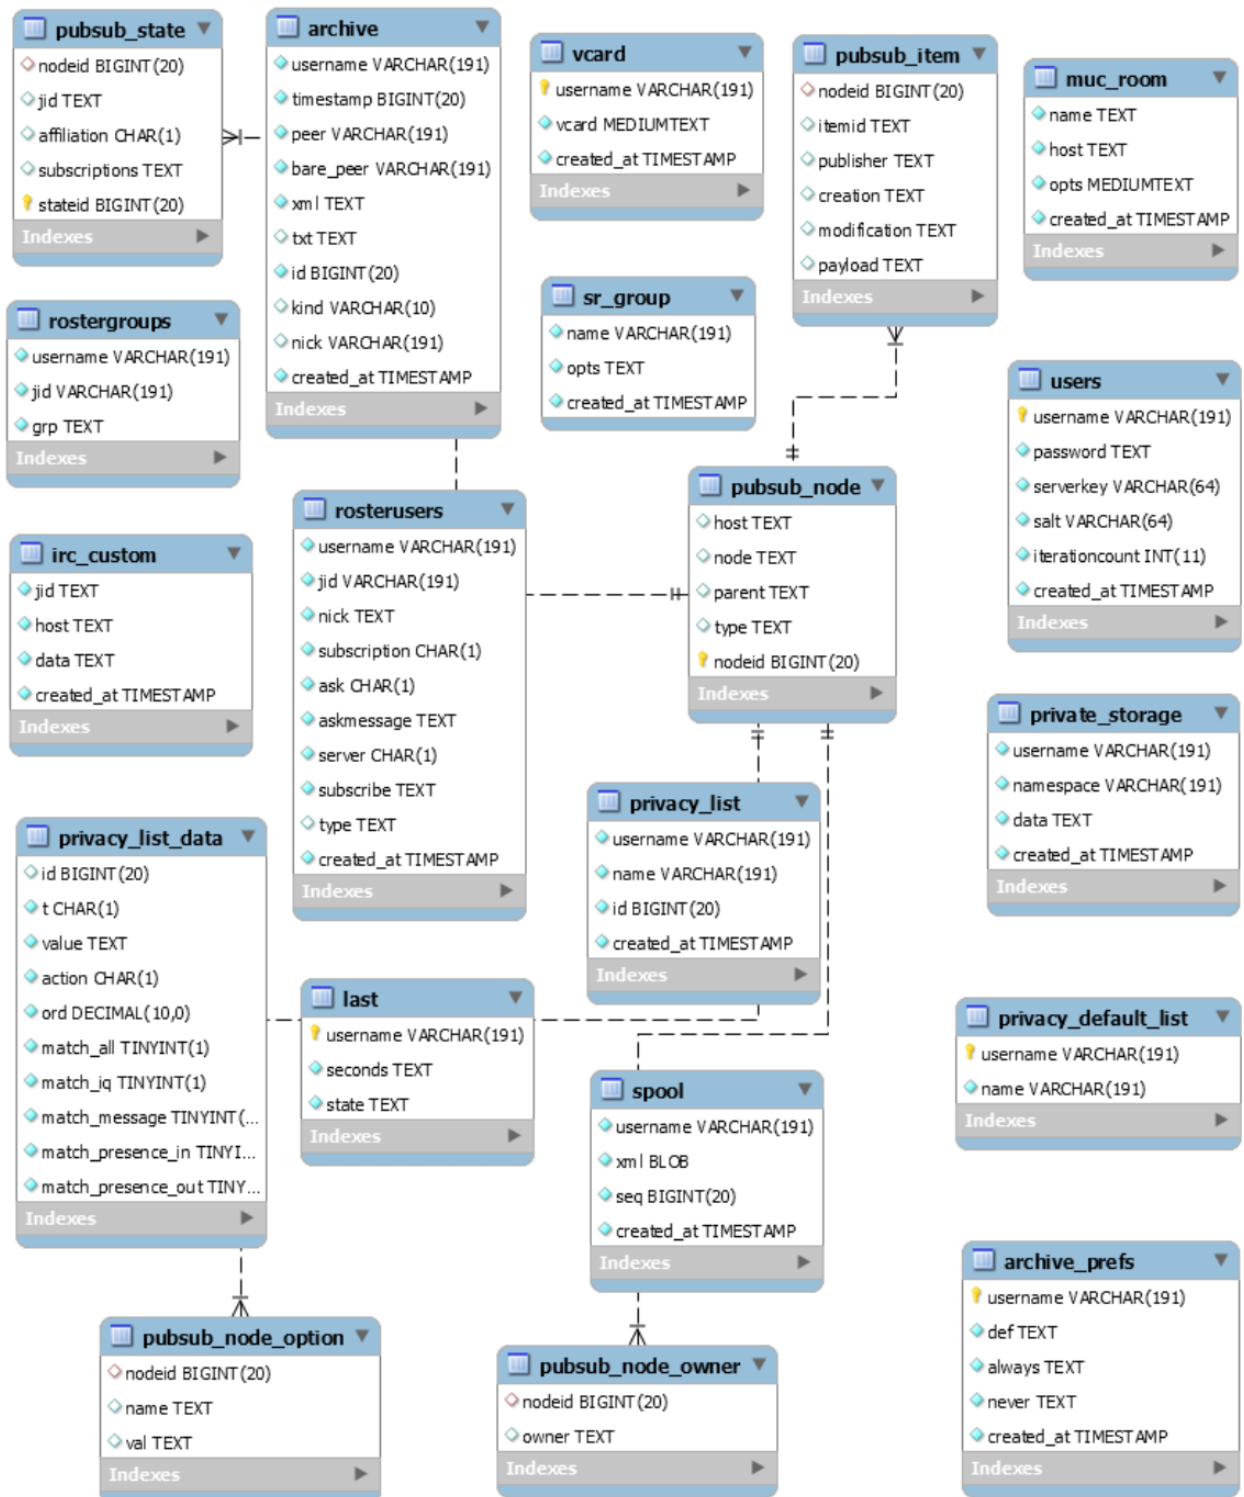 pubsub_state
nodeid BIGINT(20)
jid TEXT
affiliation CHAR(1)
subscriptions TEXT
stateid BIGINT(20)
Indexes
archive
username VARCHAR(191)
timestamp BIGINT(20)
peer VARCHAR(191)
bare_peer VARCHAR(191)
xml TEXT
txt TEXT
id BIGINT(20)
kind VARCHAR(10)
nick VARCHAR(191)
created_at TIMESTAMP
Indexes
vcard
username VARCHAR(191)
vcard MEDIUMTEXT
created_at TIMESTAMP
Indexes
pubsub_item
nodeid BIGINT(20)
itemid TEXT
publisher TEXT
creation TEXT
modification TEXT
payload TEXT
Indexes
muc_room
name TEXT
host TEXT
opts MEDIUMTEXT
created_at TIMESTAMP
Indexes
rostergroups
username VARCHAR(191)
jid VARCHAR(191)
grp TEXT
Indexes
sr_group
name VARCHAR(191)
opts TEXT
created_at TIMESTAMP
Indexes
users
username VARCHAR(191)
password TEXT
serverkey VARCHAR(64)
salt VARCHAR(64)
iterationcount INT(11)
created_at TIMESTAMP
Indexes
irc_custom
jid TEXT
host TEXT
data TEXT
created_at TIMESTAMP
Indexes
rosterusers
username VARCHAR(191)
jid VARCHAR(191)
nick TEXT
subscription CHAR(1)
ask CHAR(1)
askmessage TEXT
server CHAR(1)
subscribe TEXT
type TEXT
created_at TIMESTAMP
Indexes
pubsub_node
host TEXT
node TEXT
parent TEXT
type TEXT
nodeid BIGINT(20)
Indexes
private_storage
username VARCHAR(191)
namespace VARCHAR(191)
data TEXT
created_at TIMESTAMP
Indexes
privacy_list_data
id BIGINT(20)
t CHAR(1)
value TEXT
action CHAR(1)
ord DECIMAL(10,0)
match_all TINYINT(1)
match_iq TINYINT(1)
match_message TINYINT(...
match_presence_in TINYI...
match_presence_out TINY...
Indexes
privacy_list
username VARCHAR(191)
name VARCHAR(191)
id BIGINT(20)
created_at TIMESTAMP
Indexes
last
username VARCHAR(191)
seconds TEXT
state TEXT
Indexes
privacy_default_list
username VARCHAR(191)
name VARCHAR(191)
Indexes
spool
username VARCHAR(191)
xml BLOB
seq BIGINT(20)
created_at TIMESTAMP
Indexes
archive_prefs
username VARCHAR(191)
def TEXT
always TEXT
never TEXT
created_at TIMESTAMP
Indexes
pubsub_node_option
nodeid BIGINT(20)
name TEXT
val TEXT
Indexes
pubsub_node_owner
nodeid BIGINT(20)
owner TEXT
Indexes